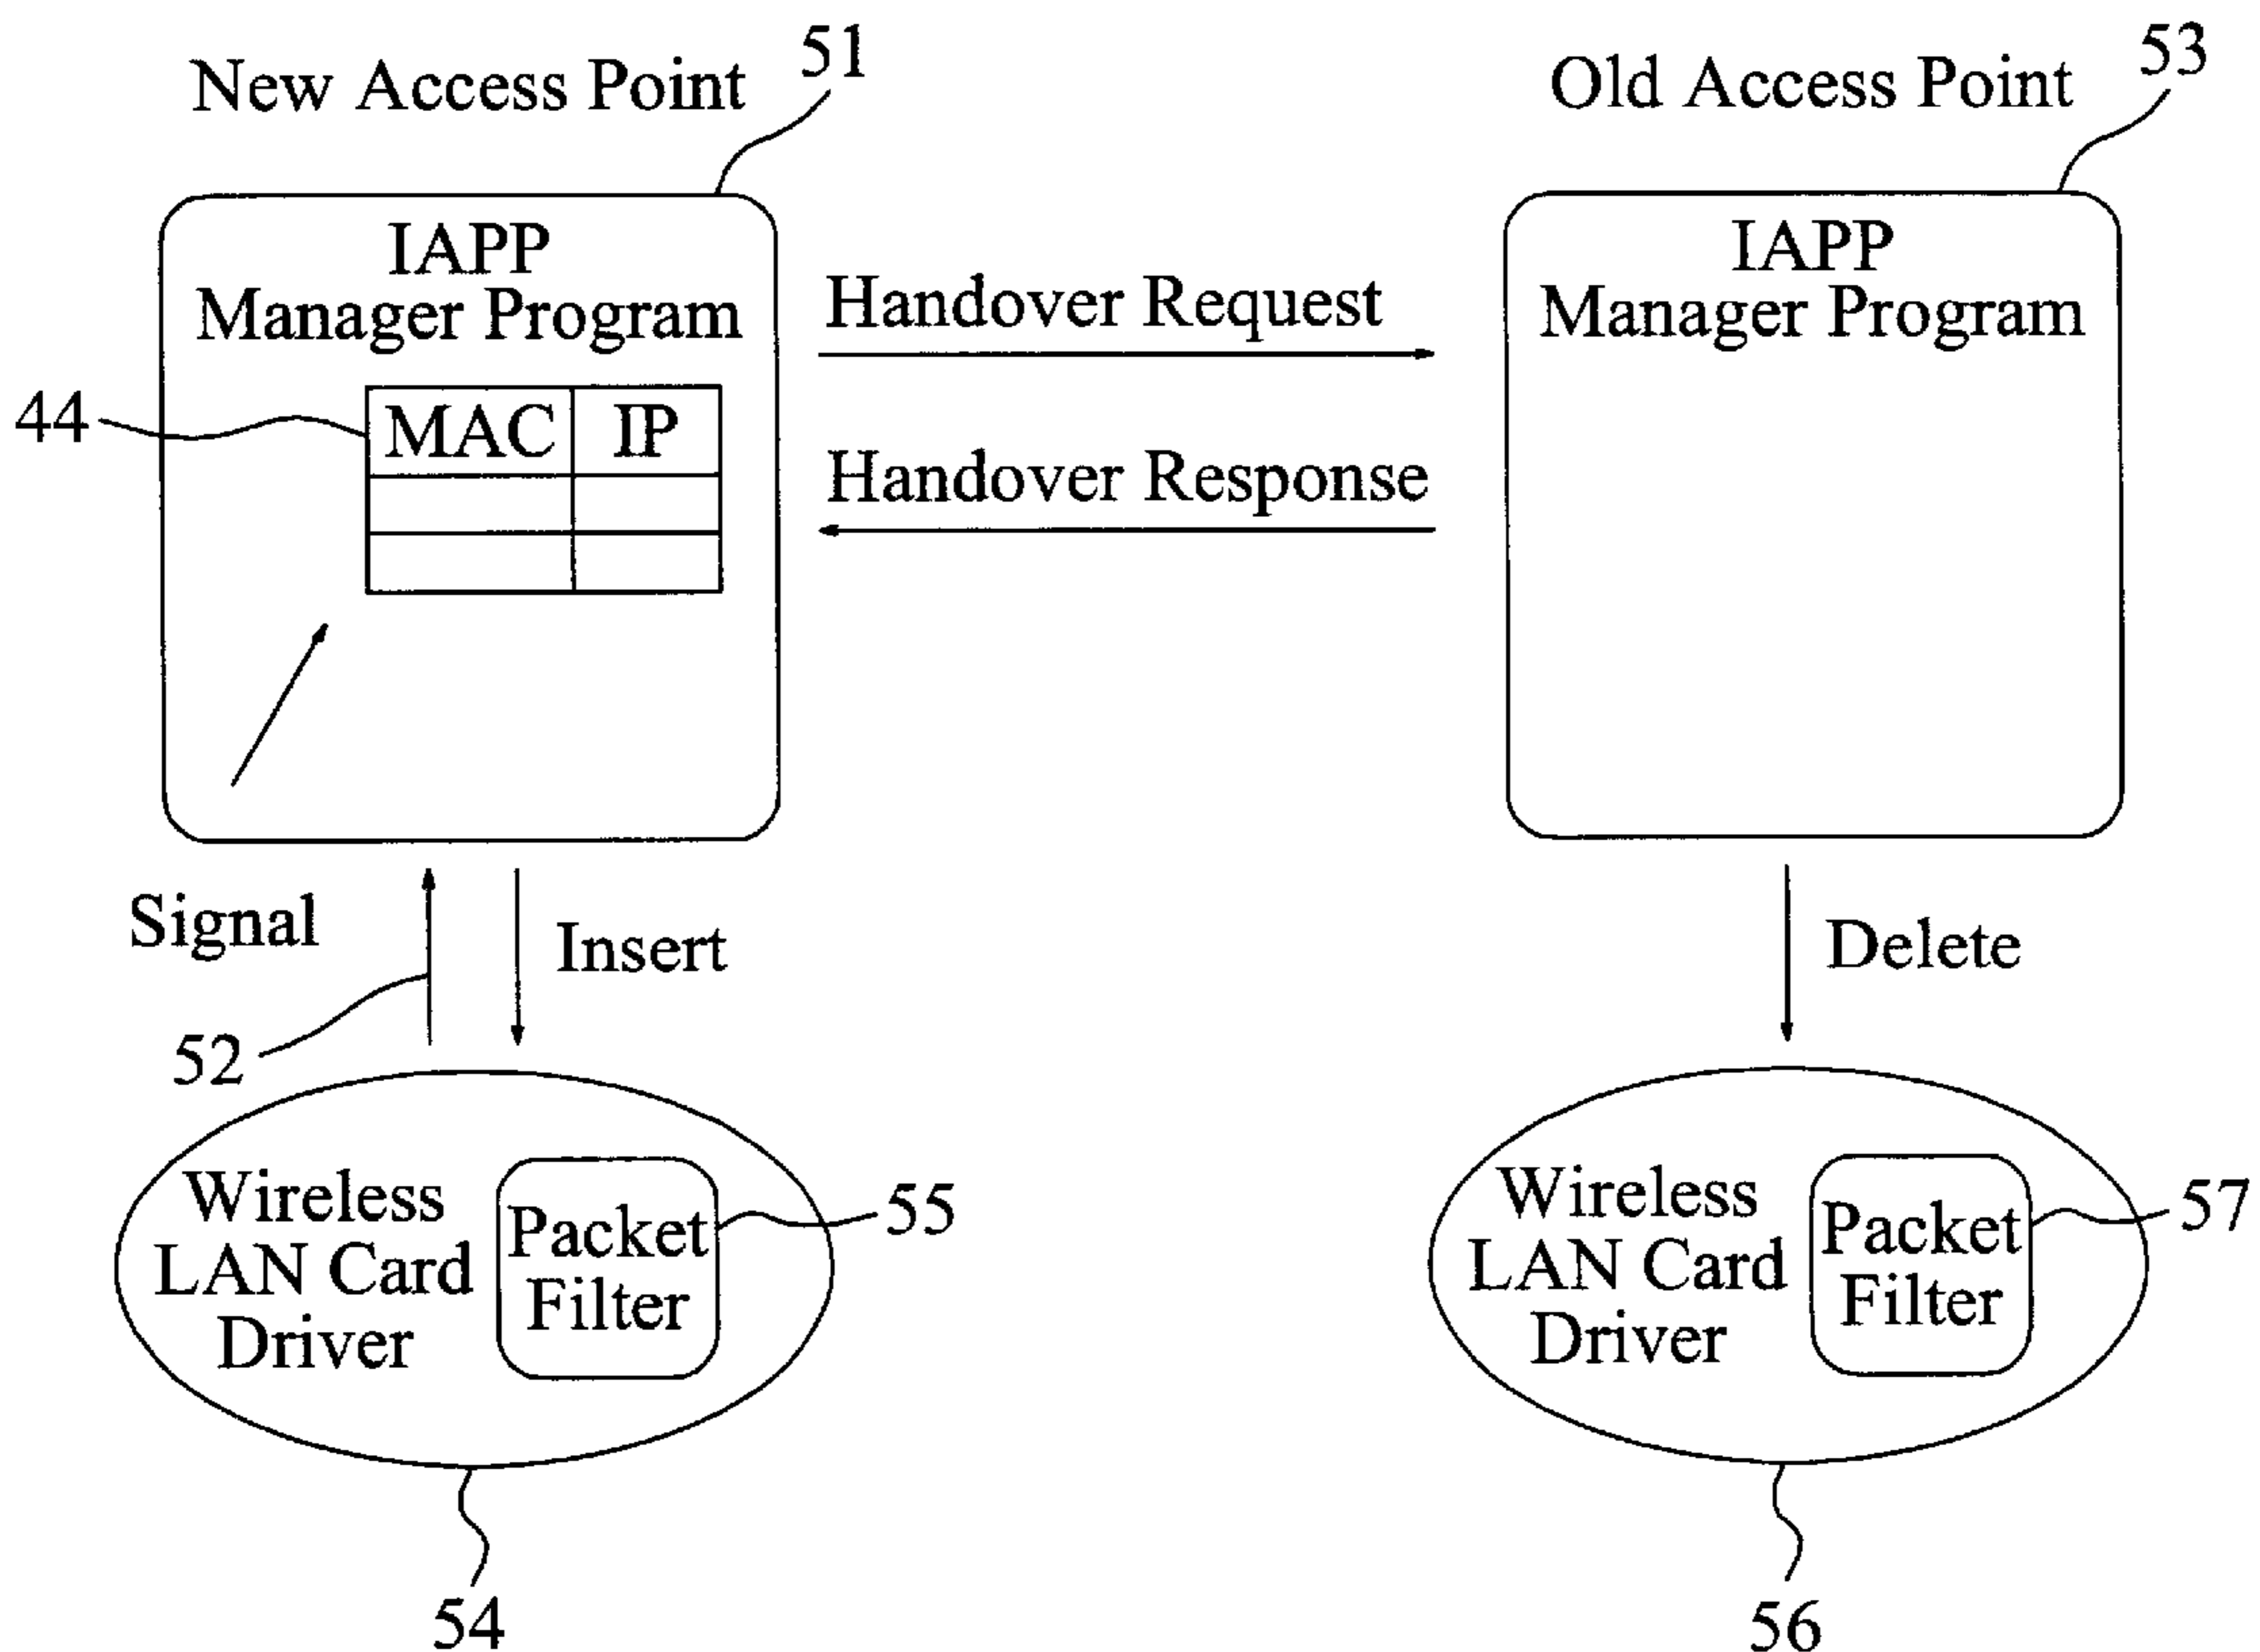 51
53
New Access Point
Old Access Point
IAPP
Manager Program
IAPP
Manager Program
Handover Request
44
MAC IP
Handover Response
Signal
Insert
Delete
52
Wireless
LAN Card
Driver
Packet
Filter
55
Wireless
LAN Card
Driver
Packet
Filter
57
54
56